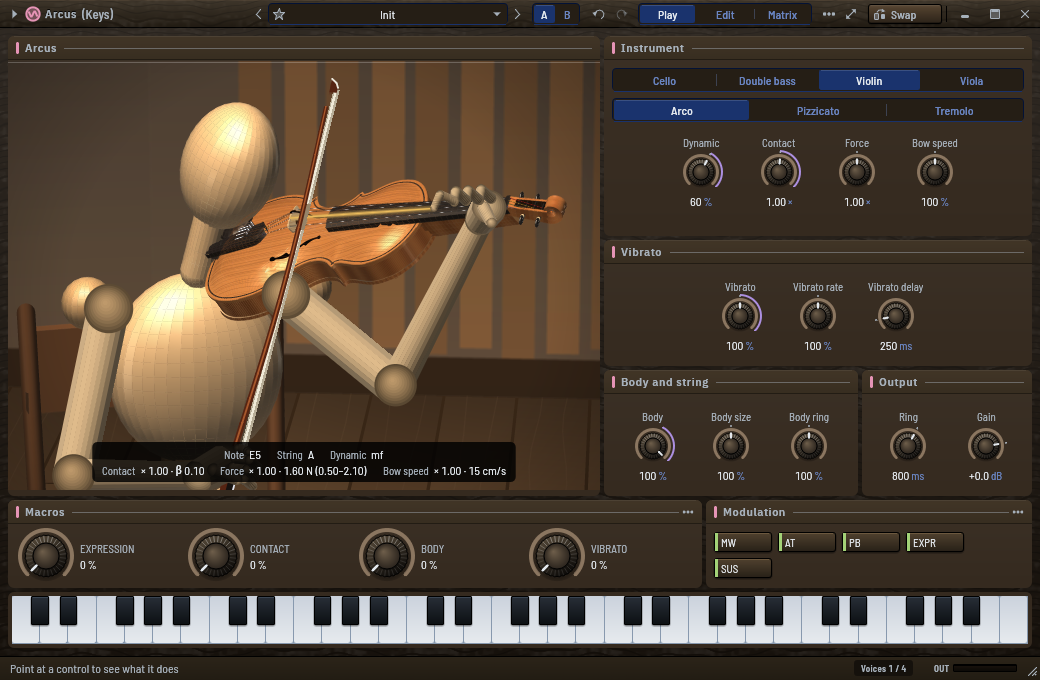 Arcus (Keys)
Init
A B
Play Edit Matrix
Swap
Arcus
Instrument
Cello Double bass Violin Viola
Arco Pizzicato Tremolo
Dynamic Contact Force Bow speed
60 % 1.00 × 1.00 × 100 %
Vibrato
Vibrato Vibrato rate Vibrato delay
100 % 100 % 250 ms
Body and string
Output
Body Body size Body ring Ring Gain
100 % 100 % 100 % 800 ms +0.0 dB
Note E5 String A Dynamic mf
Contact × 1.00 · β 0.10 Force × 1.00 · 1.60 N (0.50–2.10) Bow speed × 1.00 · 15 cm/s
Macros
Modulation
EXPRESSION 0 %
CONTACT 0 %
BODY 0 %
VIBRATO 0 %
MW AT PB EXPR
SUS
Point at a control to see what it does
Voices 1 / 4
OUT